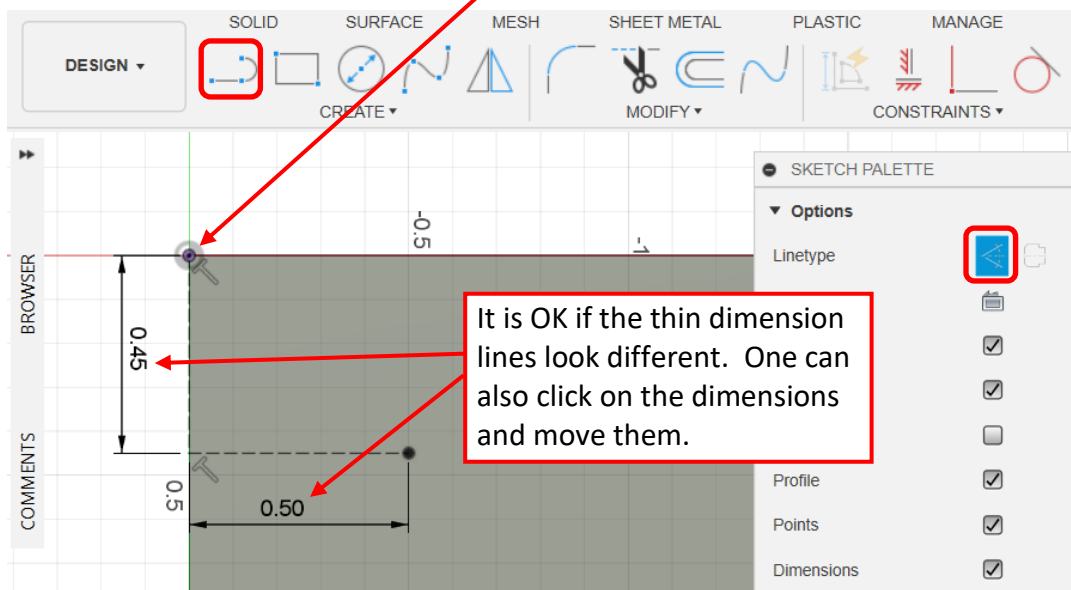 SOLID SURFACE MESH SHEET METAL PLASTIC MANAGE
DESIGN ▾
CREATE ▾ MODIFY ▾ CONSTRAINTS ▾
SKETCH PALETTE
Options
-0.5
-1
Linetype
BROWSER
0.45
It is OK if the thin dimension
lines look different.  One can
also click on the dimensions
and move them.
COMMENTS
0.5
0.50
Profile
Points
Dimensions